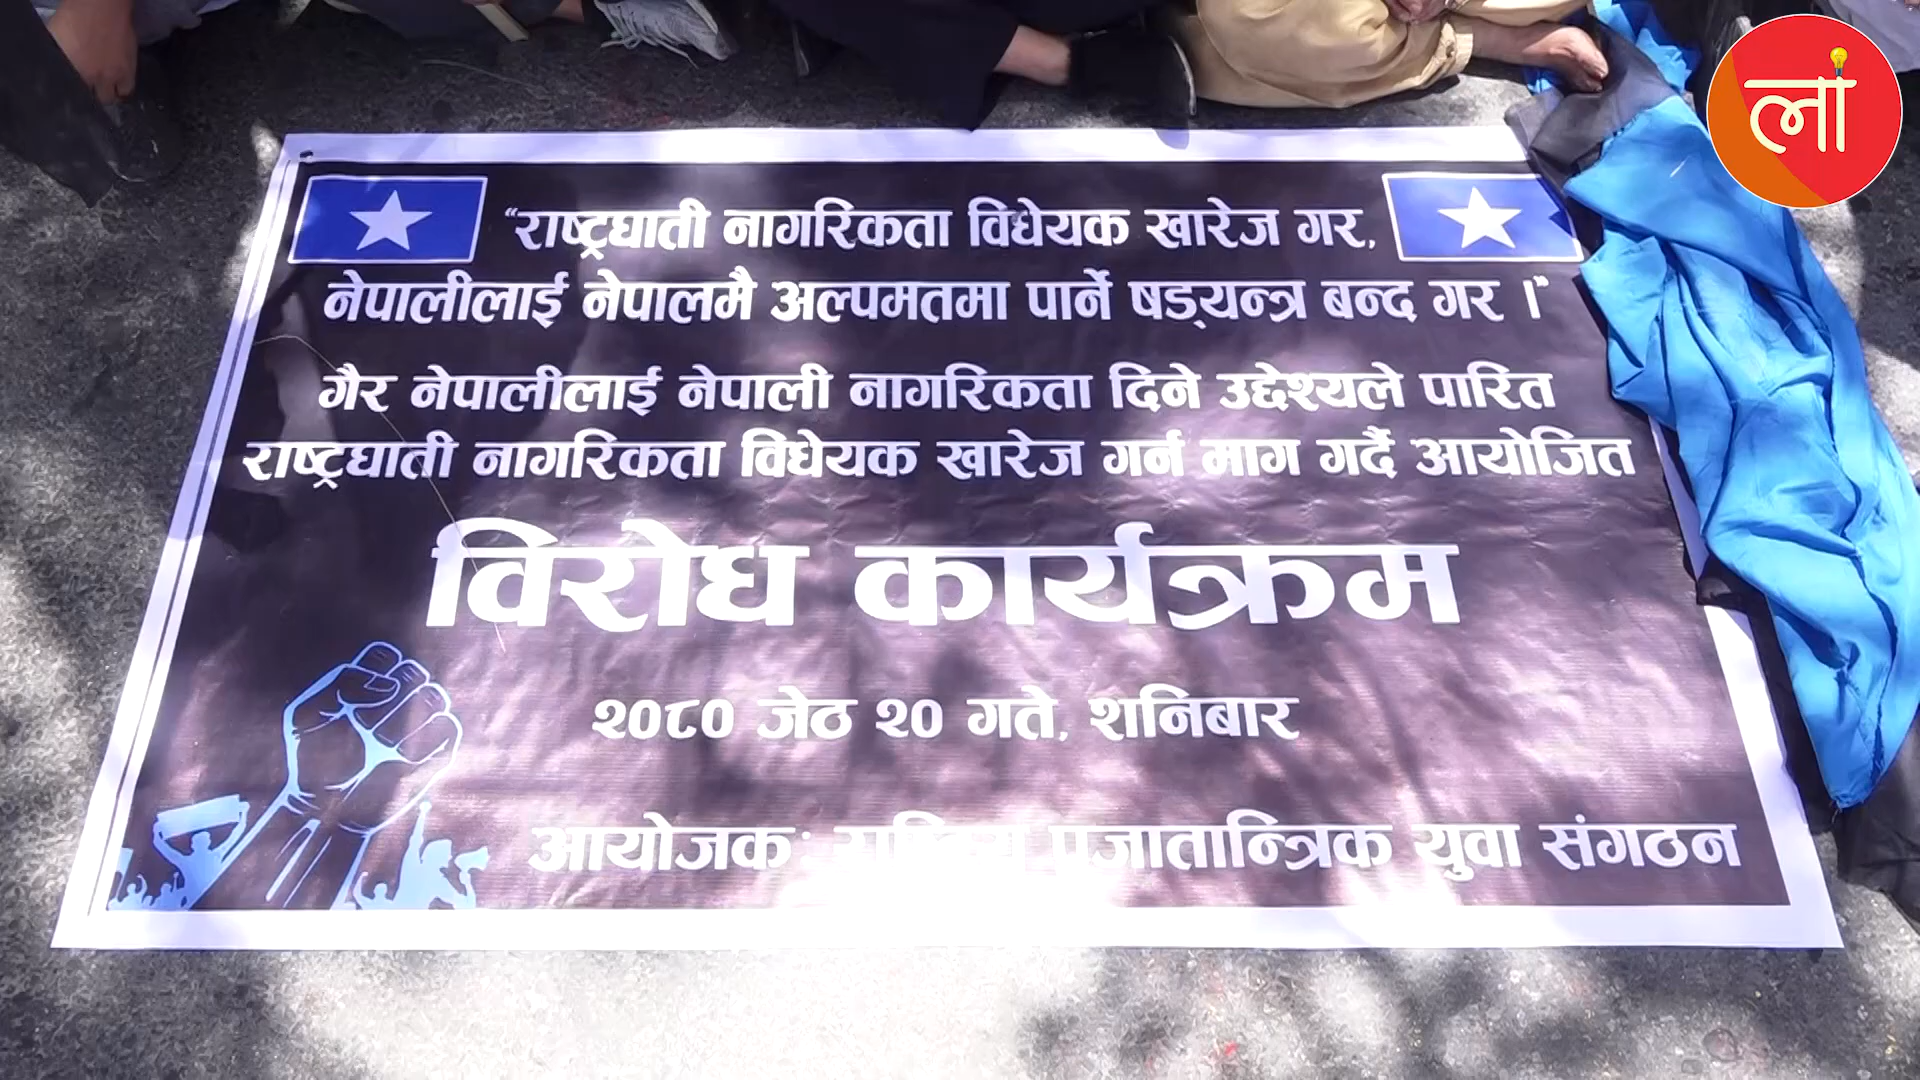 लां
“राष्ट्रघाती नागरिकता विधेयक खारेज गर,
नेपालीलाई नेपालमै अल्पमतमा पार्ने षड्यन्त्र बन्द गर ।”
गैर नेपालीलाई नेपाली नागरिकता दिने उद्देश्यले पारित
राष्ट्रघाती नागरिकता विधेयक खारेज गर्न माग गर्दै आयोजित
विरोध कार्यक्रम
२०८० जेठ २० गते, शनिबार
आयोजकः प्रजातान्त्रिक युवा संगठन